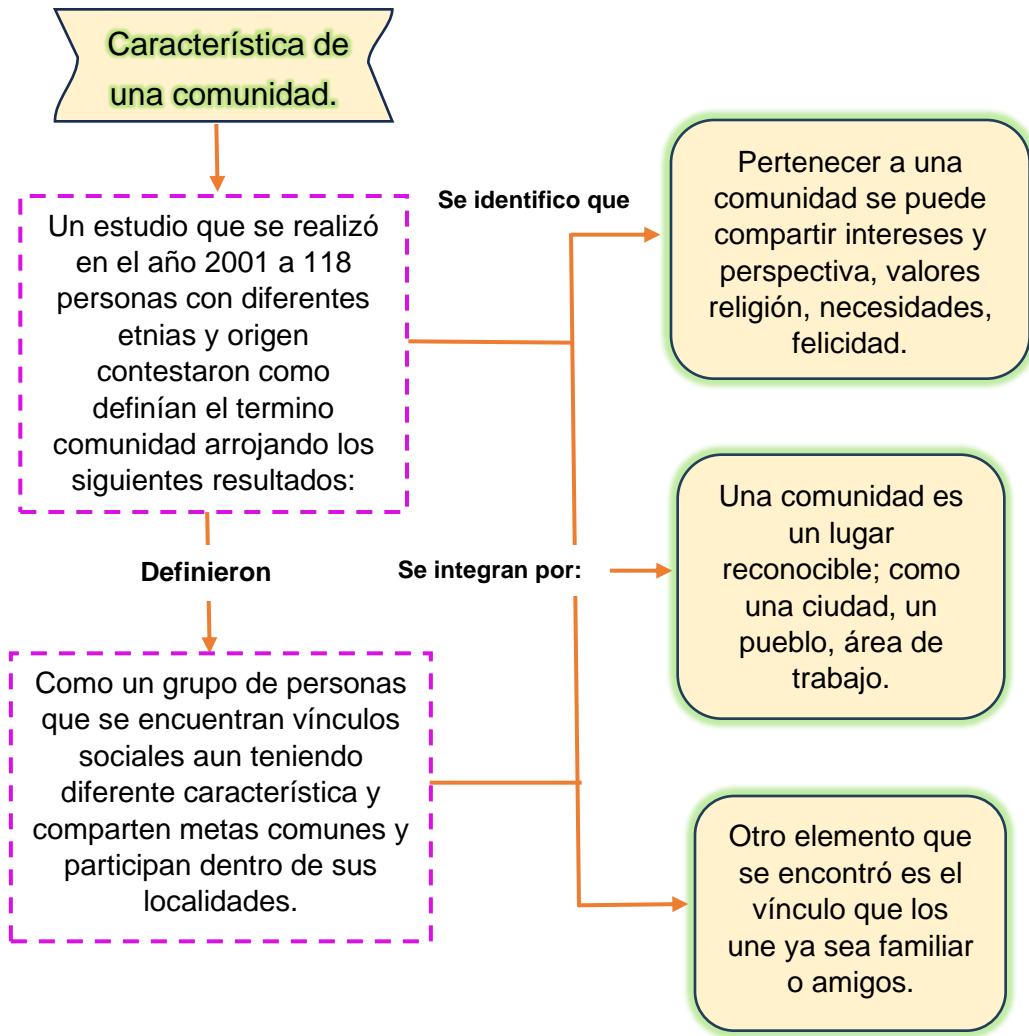 Característica de
una comunidad.
Un estudio que se realizó
en el año 2001 a 118
personas con diferentes
etnias y origen
contestaron como
definían el termino
comunidad arrojando los
siguientes resultados:
Definieron
Como un grupo de personas
que se encuentran vínculos
sociales aun teniendo
diferente característica y
comparten metas comunes y
participan dentro de sus
localidades.
Se identifico que
Pertenecer a una
comunidad se puede
compartir intereses y
perspectiva, valores
religión, necesidades,
felicidad.
Se integran por:
Una comunidad es
un lugar
reconocible; como
una ciudad, un
pueblo, área de
trabajo.
Otro elemento que
se encontró es el
vínculo que los
une ya sea familiar
o amigos.